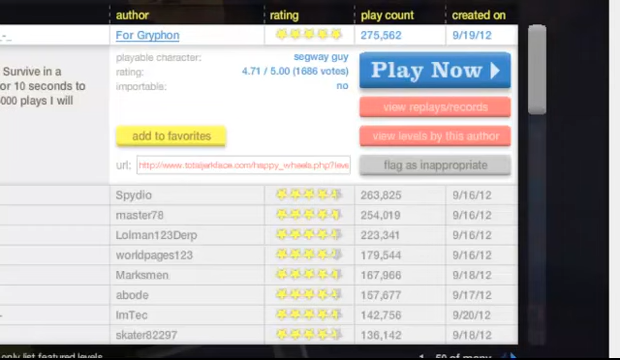 author rating play count created on
-_- For Gryphon 275,562 9/19/12
Survive in a
or 10 seconds to
000 plays I will
playable character: segway guy
rating: 4.71 / 5.00 (1686 votes)
importable: no
Play Now
view replays/records
add to favorites
view levels by this author
url: http://www.totaljerkface.com/happy_wheels.php?leve
flag as inappropriate
Spydio 263,825 9/16/12
master78 254,019 9/16/12
Lolman123Derp 223,341 9/16/12
worldpages123 179,544 9/16/12
Marksmen 167,966 9/18/12
abode 157,677 9/17/12
ImTec 142,756 9/20/12
skater82297 136,142 9/18/12
only list featured levels 1 - 50 of many